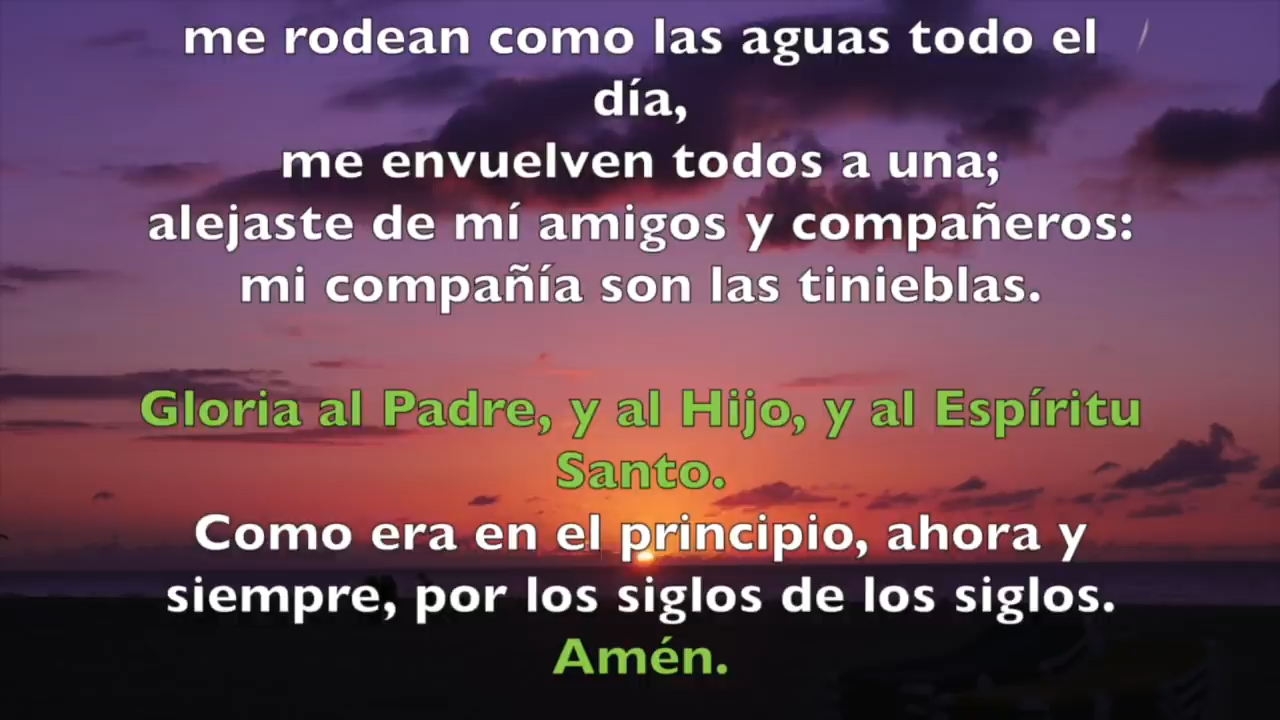 me rodean como las aguas todo el
día,
me envuelven todos a una;
alejaste de mí amigos y compañeros:
mi compañía son las tinieblas.
Gloria al Padre, y al Hijo, y al Espíritu
Santo.
Como era en el principio, ahora y
siempre, por los siglos de los siglos.
Amén.